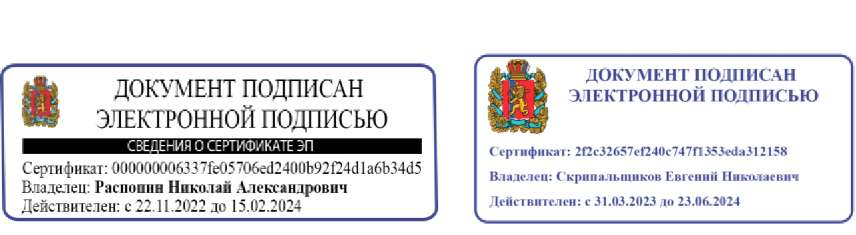 ДОКУМЕНТ ПОДПИСАН
ЭЛЕКТРОННОЙ ПОДПИСЬЮ
СВЕДЕНИЯ О СЕРТИФИКАТЕ ЭП
Сертификат: 000000006337fe05706ed2400b92f24d1a6b34d5
Владелец: Распопин Николай Александрович
Действителен: с 22.11.2022 до 15.02.2024
ДОКУМЕНТ ПОДПИСАН
ЭЛЕКТРОННОЙ ПОДПИСЬЮ
Сертификат: 2f2c32657ef240c747f1353eda312158
Владелец: Скрипальщиков Евгений Николаевич
Действителен: с 31.03.2023 до 23.06.2024